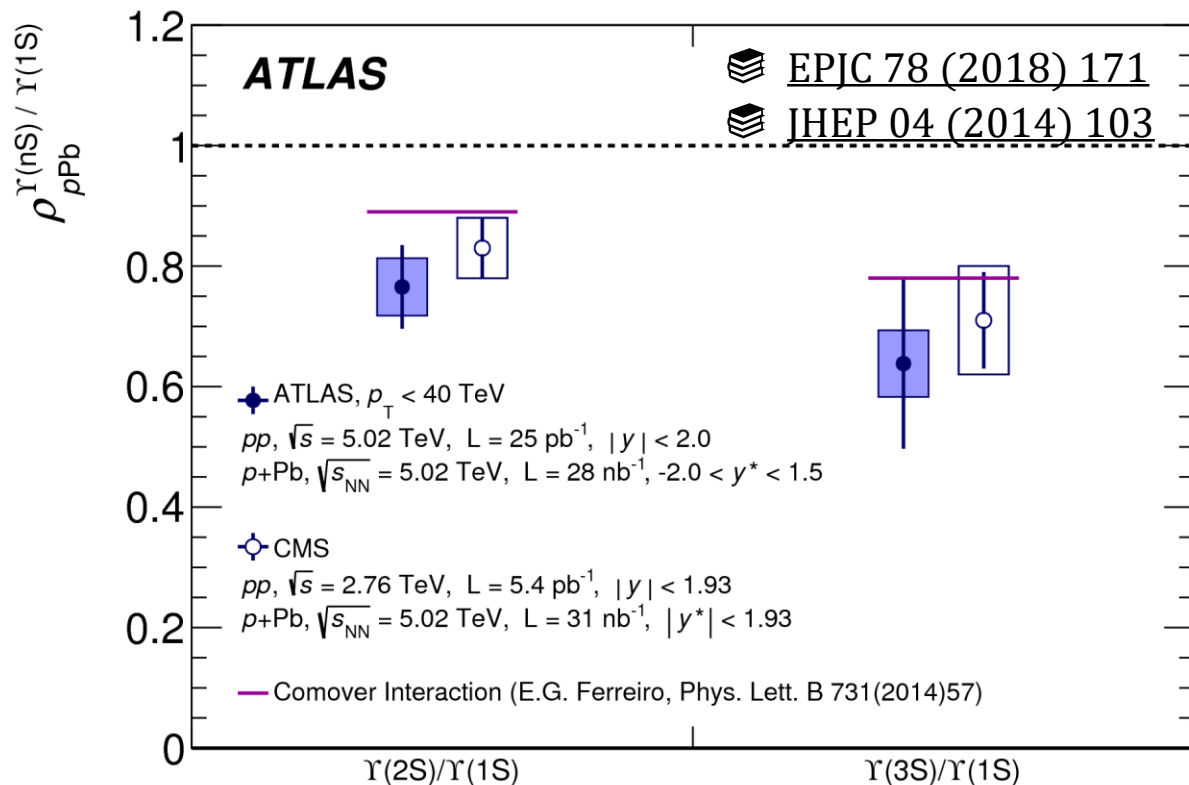 1.2
ATLAS
EPJC 78 (2018) 171
JHEP 04 (2014) 103
ρ_{pPb}^{ϒ(nS) / ϒ(1S)}
1
0.8
0.6
0.4
0.2
0
ATLAS, p_T < 40 TeV
pp, √s = 5.02 TeV, L = 25 pb⁻¹, |y| < 2.0
p+Pb, √s_NN = 5.02 TeV, L = 28 nb⁻¹, -2.0 < y* < 1.5
CMS
pp, √s = 2.76 TeV, L = 5.4 pb⁻¹, |y| < 1.93
p+Pb, √s_NN = 5.02 TeV, L = 31 nb⁻¹, |y*| < 1.93
Comover Interaction (E.G. Ferreiro, Phys. Lett. B 731(2014)57)
ϒ(2S)/ϒ(1S)
ϒ(3S)/ϒ(1S)